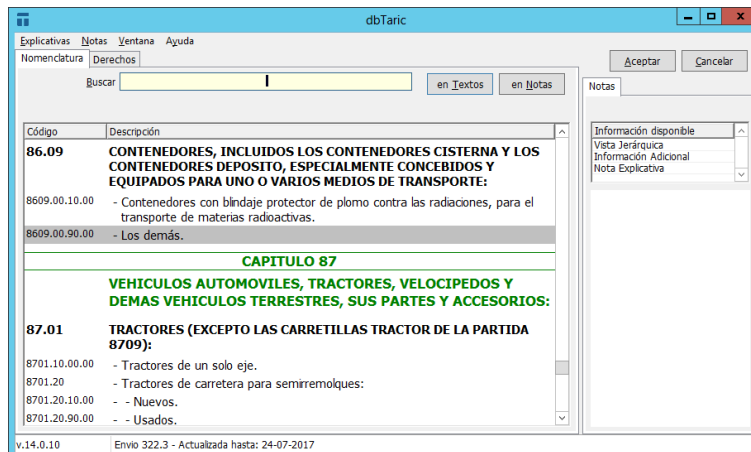 dbTaric
Explicativas Notas Ventana Ayuda
Nomenclatura Derechos
Aceptar Cancelar
Buscar en Textos en Notas
Notas
Código Descripción
Información disponible
Vista Jerárquica
Información Adicional
Nota Explicativa
86.09 CONTENEDORES, INCLUIDOS LOS CONTENEDORES CISTERNA Y LOS
CONTENEDORES DEPOSITO, ESPECIALMENTE CONCEBIDOS Y
EQUIPADOS PARA UNO O VARIOS MEDIOS DE TRANSPORTE:
8609.00.10.00 - Contenedores con blindaje protector de plomo contra las radiaciones, para el
transporte de materias radioactivas.
8609.00.90.00 - Los demás.
CAPITULO 87
VEHICULOS AUTOMOVILES, TRACTORES, VELOCIPEDOS Y
DEMAS VEHICULOS TERRESTRES, SUS PARTES Y ACCESORIOS:
87.01 TRACTORES (EXCEPTO LAS CARRETILLAS TRACTOR DE LA PARTIDA
8709):
8701.10.00.00 - Tractores de un solo eje.
8701.20 - Tractores de carretera para semirremolques:
8701.20.10.00 - - Nuevos.
8701.20.90.00 - - Usados.
v.14.0.10 Envio 322.3 - Actualizada hasta: 24-07-2017